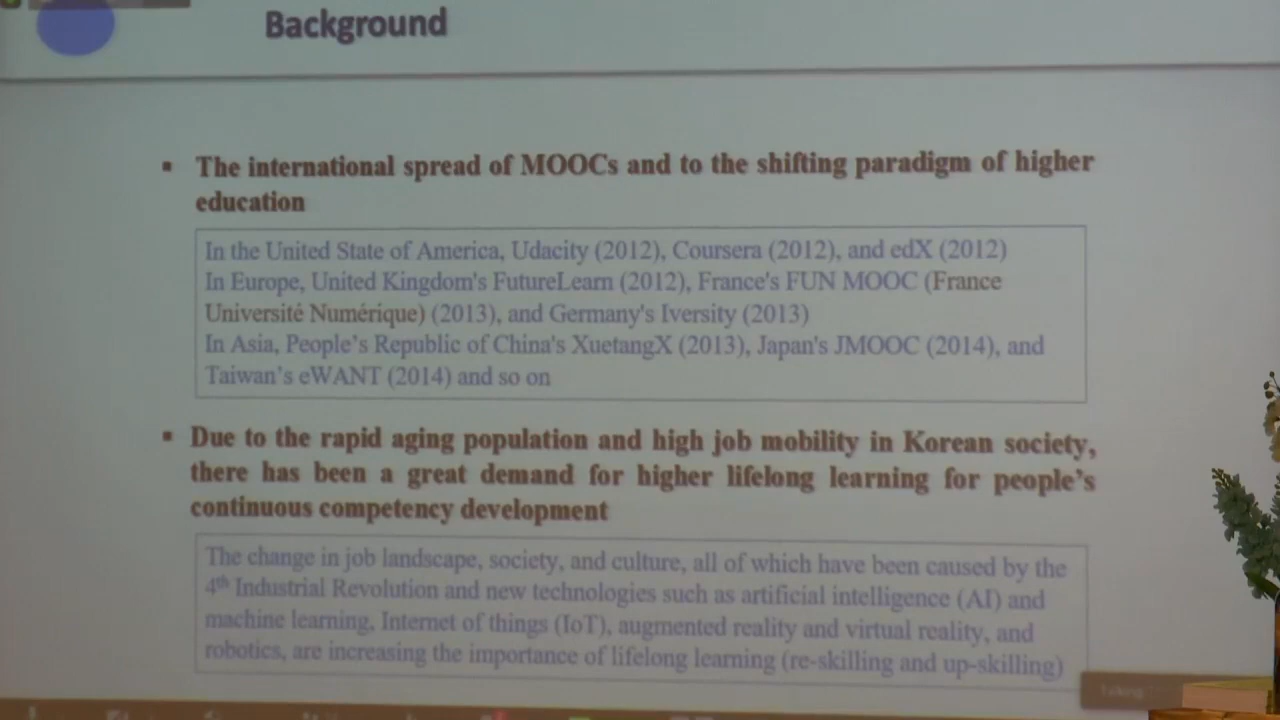 Background
▪ The international spread of MOOCs and to the shifting paradigm of higher
education
In the United State of America, Udacity (2012), Coursera (2012), and edX (2012)
In Europe, United Kingdom's FutureLearn (2012), France's FUN MOOC (France
Université Numérique) (2013), and Germany's Iversity (2013)
In Asia, People's Republic of China's XuetangX (2013), Japan's JMOOC (2014), and
Taiwan's eWANT (2014) and so on
▪ Due to the rapid aging population and high job mobility in Korean society,
there has been a great demand for higher lifelong learning for people's
continuous competency development
The change in job landscape, society, and culture, all of which have been caused by the
4th Industrial Revolution and new technologies such as artificial intelligence (AI) and
machine learning, Internet of things (IoT), augmented reality and virtual reality, and
robotics, are increasing the importance of lifelong learning (re-skilling and up-skilling)
Talking